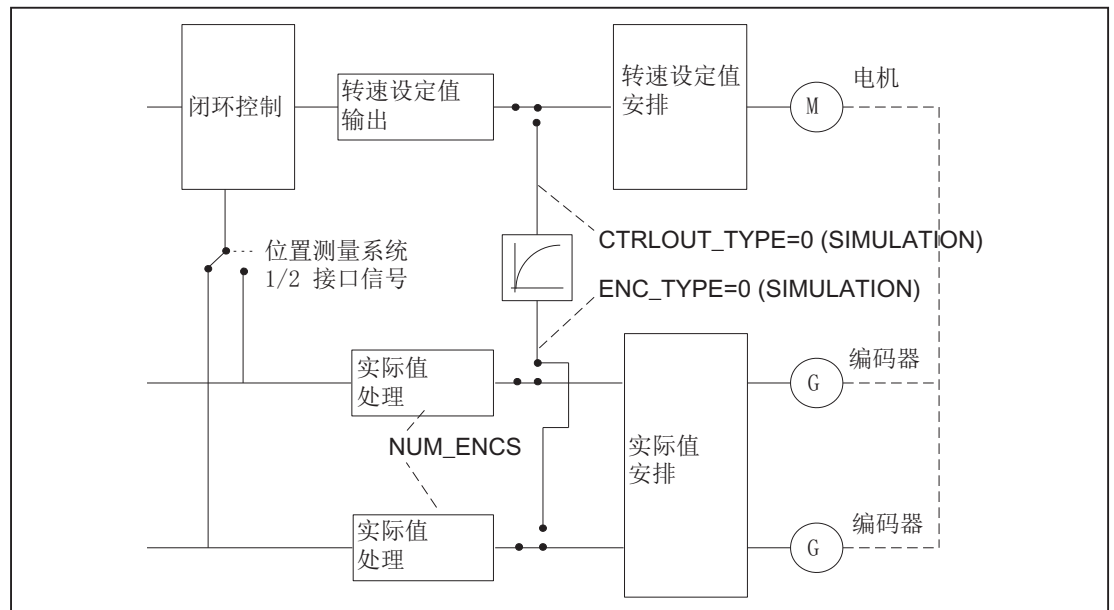 闭环控制
转速设定值
输出
转速设定值
安排
M
电机
位置测量系统
1/2 接口信号
CTRLOUT_TYPE=0 (SIMULATION)
ENC_TYPE=0 (SIMULATION)
实际值
处理
G
编码器
NUM_ENCS
实际值
安排
实际值
处理
G
编码器